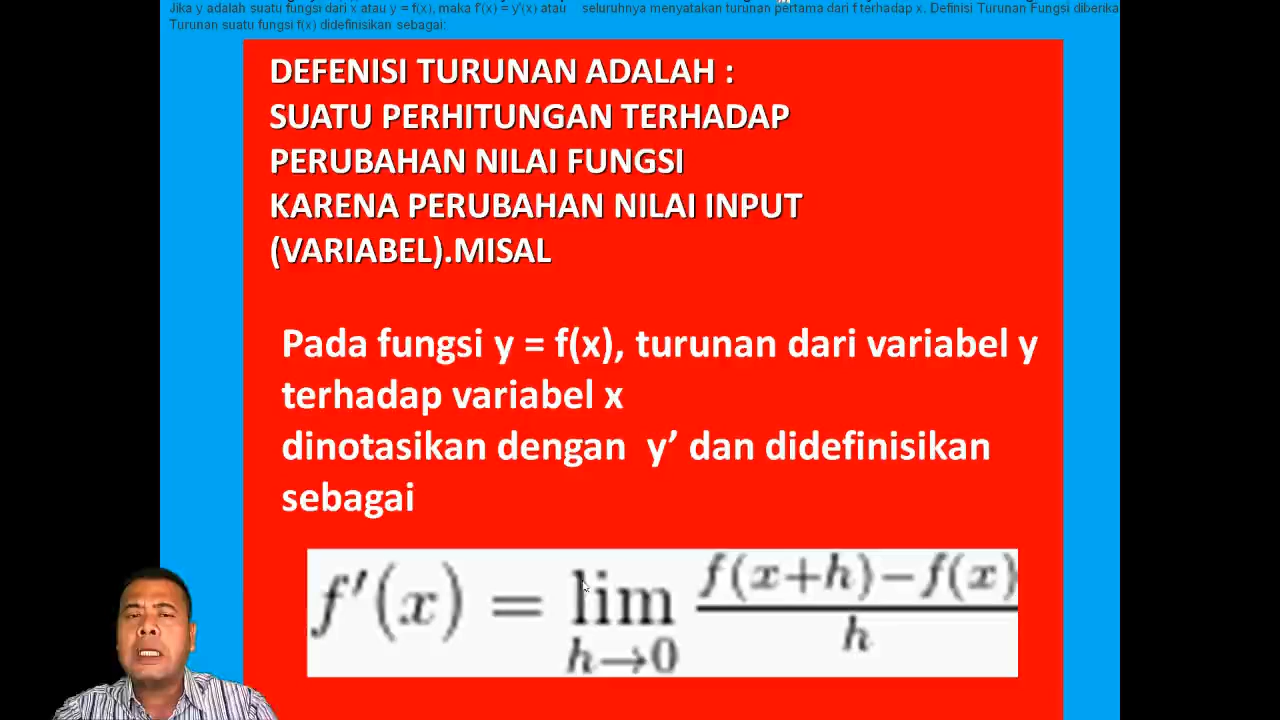 Jika y adalah suatu fungsi dari x atau y = f(x), maka f'(x) = y'(x) atau seluruhnya menyatakan turunan pertama dari f terhadap x. Definisi Turunan Fungsi diberika
Turunan suatu fungsi f(x) didefinisikan sebagai:
DEFENISI TURUNAN ADALAH :
SUATU PERHITUNGAN TERHADAP
PERUBAHAN NILAI FUNGSI
KARENA PERUBAHAN NILAI INPUT
(VARIABEL).MISAL
Pada fungsi y = f(x), turunan dari variabel y
terhadap variabel x
dinotasikan dengan y’ dan didefinisikan
sebagai
f′(x) = lim h→0 f(x+h)−f(x) / h